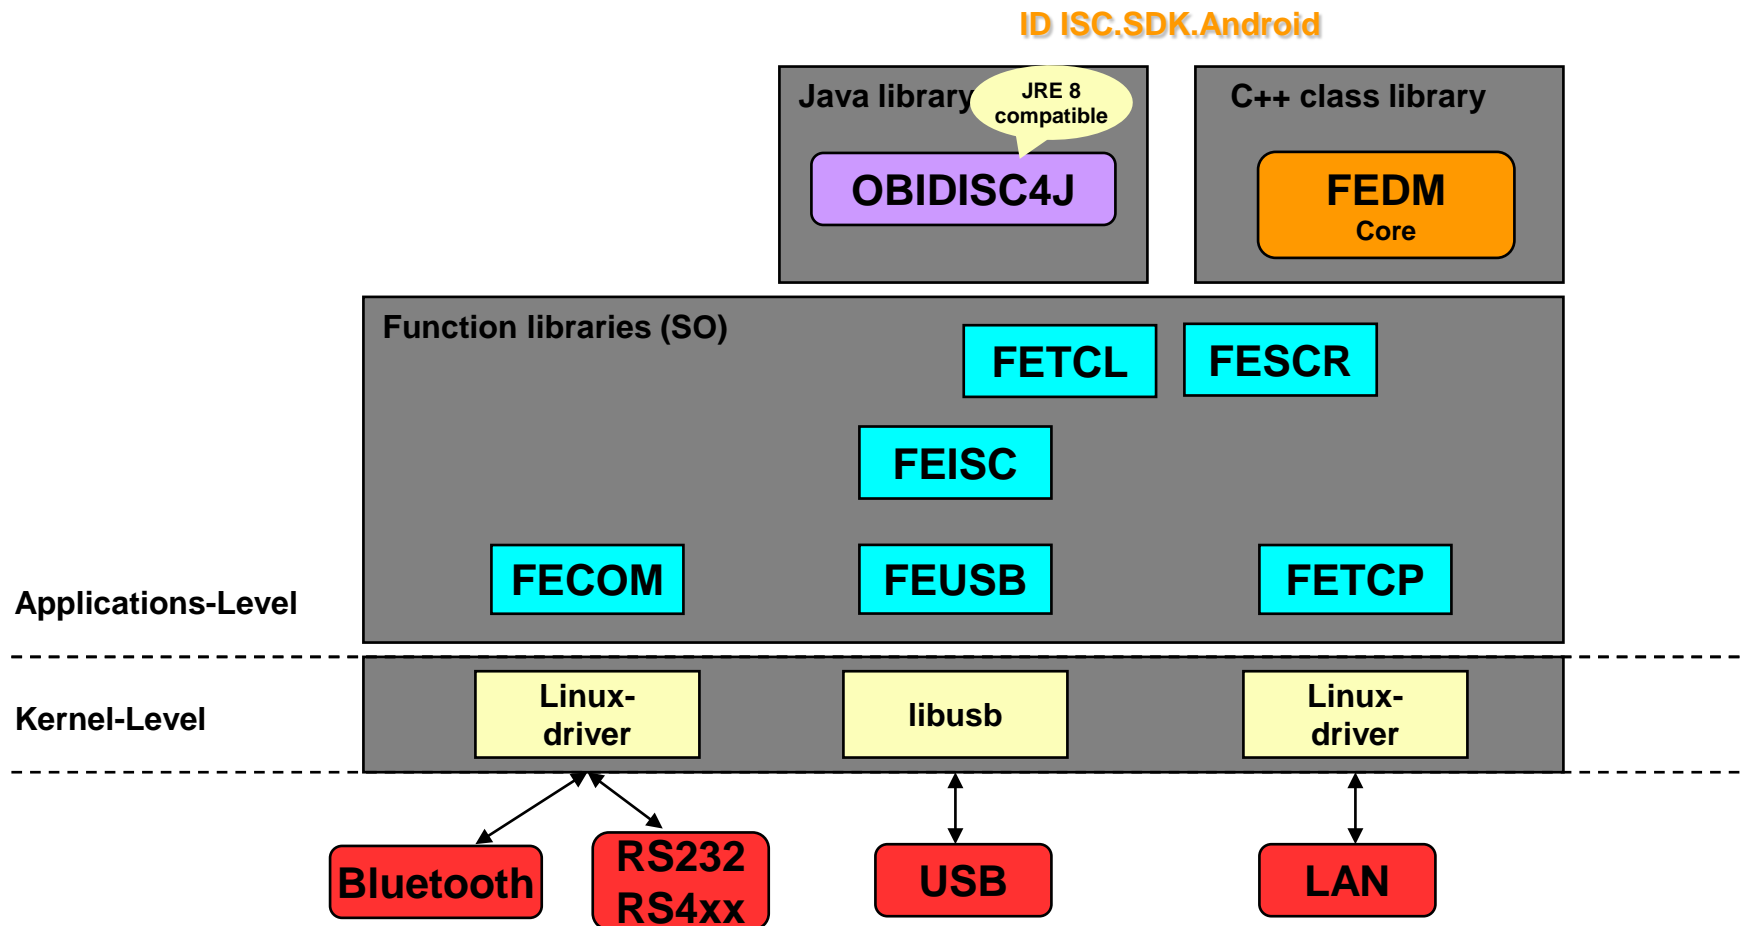 ID ISC.SDK.Android
Java library
JRE 8
compatible
C++ class library
OBIDISC4J
FEDM
Core
Function libraries (SO)
FETCL
FESCR
FEISC
FECOM
FEUSB
FETCP
Applications-Level
Kernel-Level
Linux-
driver
libusb
Linux-
driver
Bluetooth
RS232
RS4xx
USB
LAN